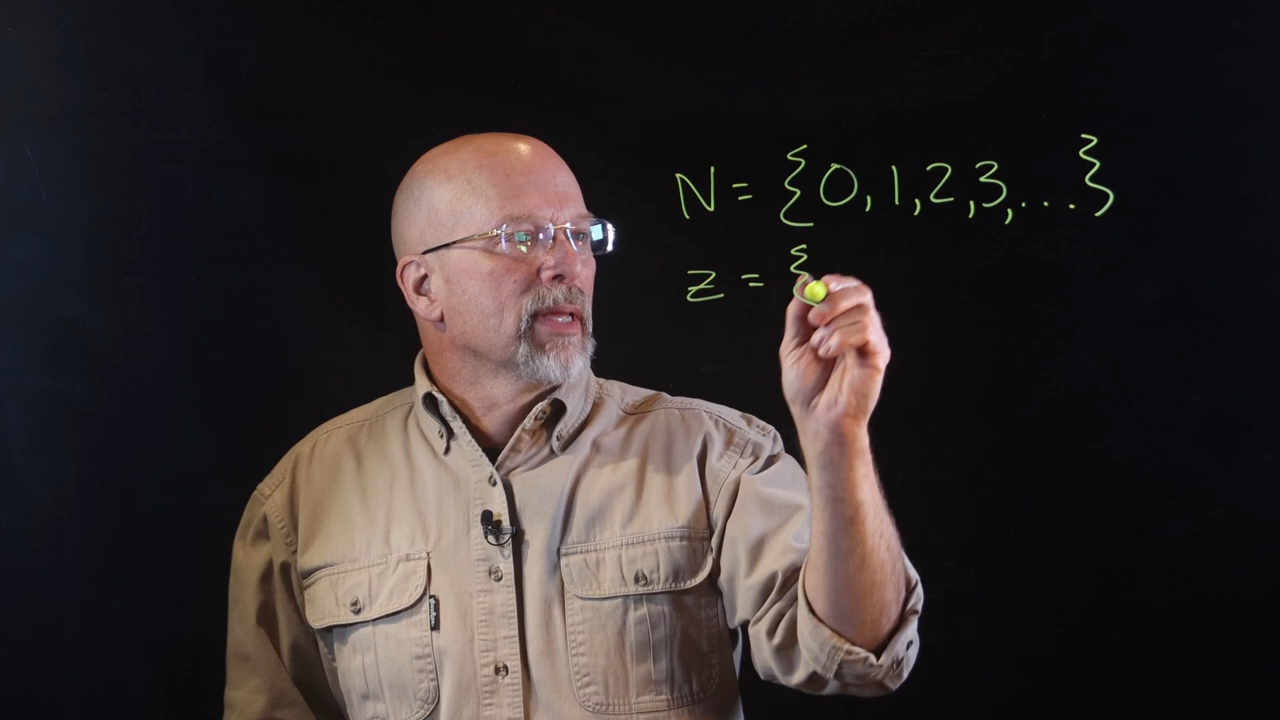 N = {0,1,2,3,...}
z = {